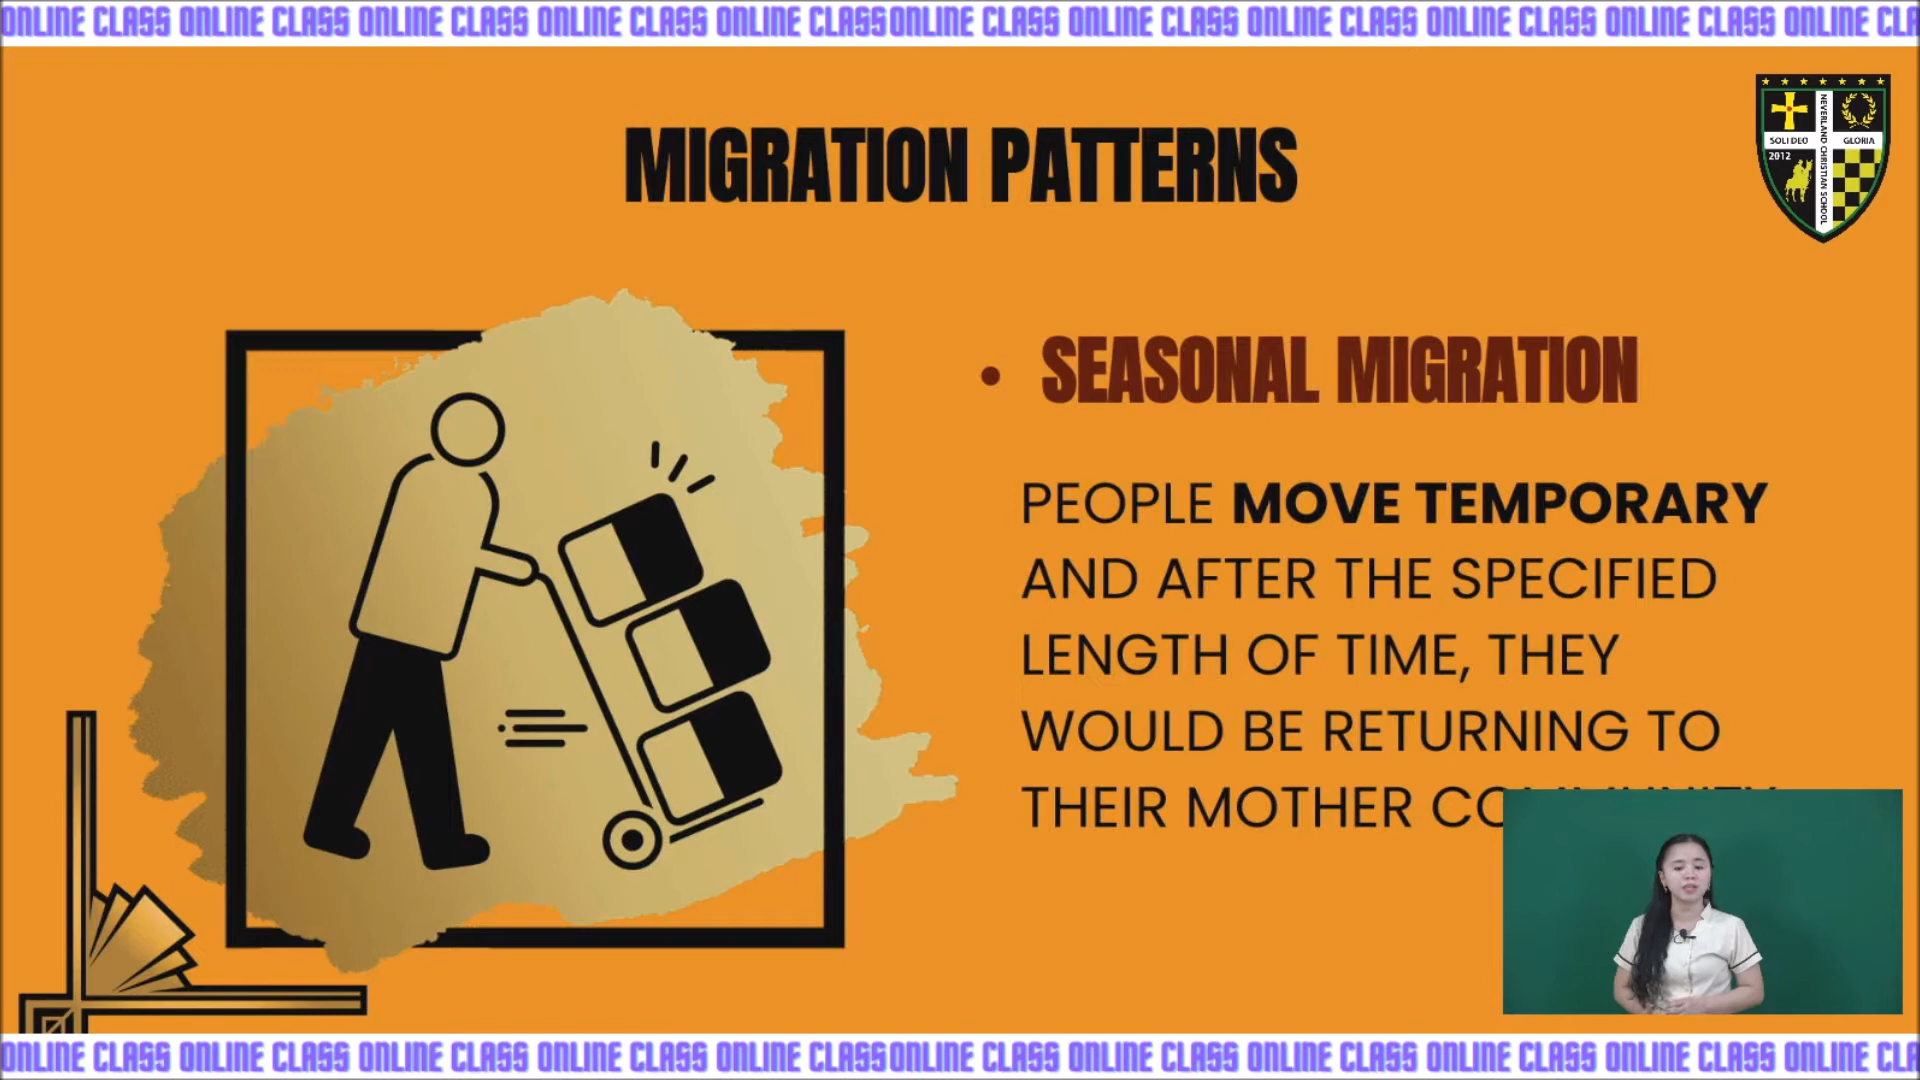 ONLINE CLASS ONLINE CLASS ONLINE CLASS ONLINE CLASS ONLINE CLASS ONLINE CLASS ONLINE CLASS ONLINE CLASS ONLINE CLASS ONLINE CLASS ONLINE CLA
MIGRATION PATTERNS
SOLI DEO GLORIA
2012
NEVERLAND CHRISTIAN SCHOOL
• SEASONAL MIGRATION
PEOPLE MOVE TEMPORARY
AND AFTER THE SPECIFIED
LENGTH OF TIME, THEY
WOULD BE RETURNING TO
THEIR MOTHER COMMUNITY
ONLINE CLASS ONLINE CLASS ONLINE CLASS ONLINE CLASS ONLINE CLASS ONLINE CLASS ONLINE CLASS ONLINE CLASS ONLINE CLASS ONLINE CLASS ONLINE CLA